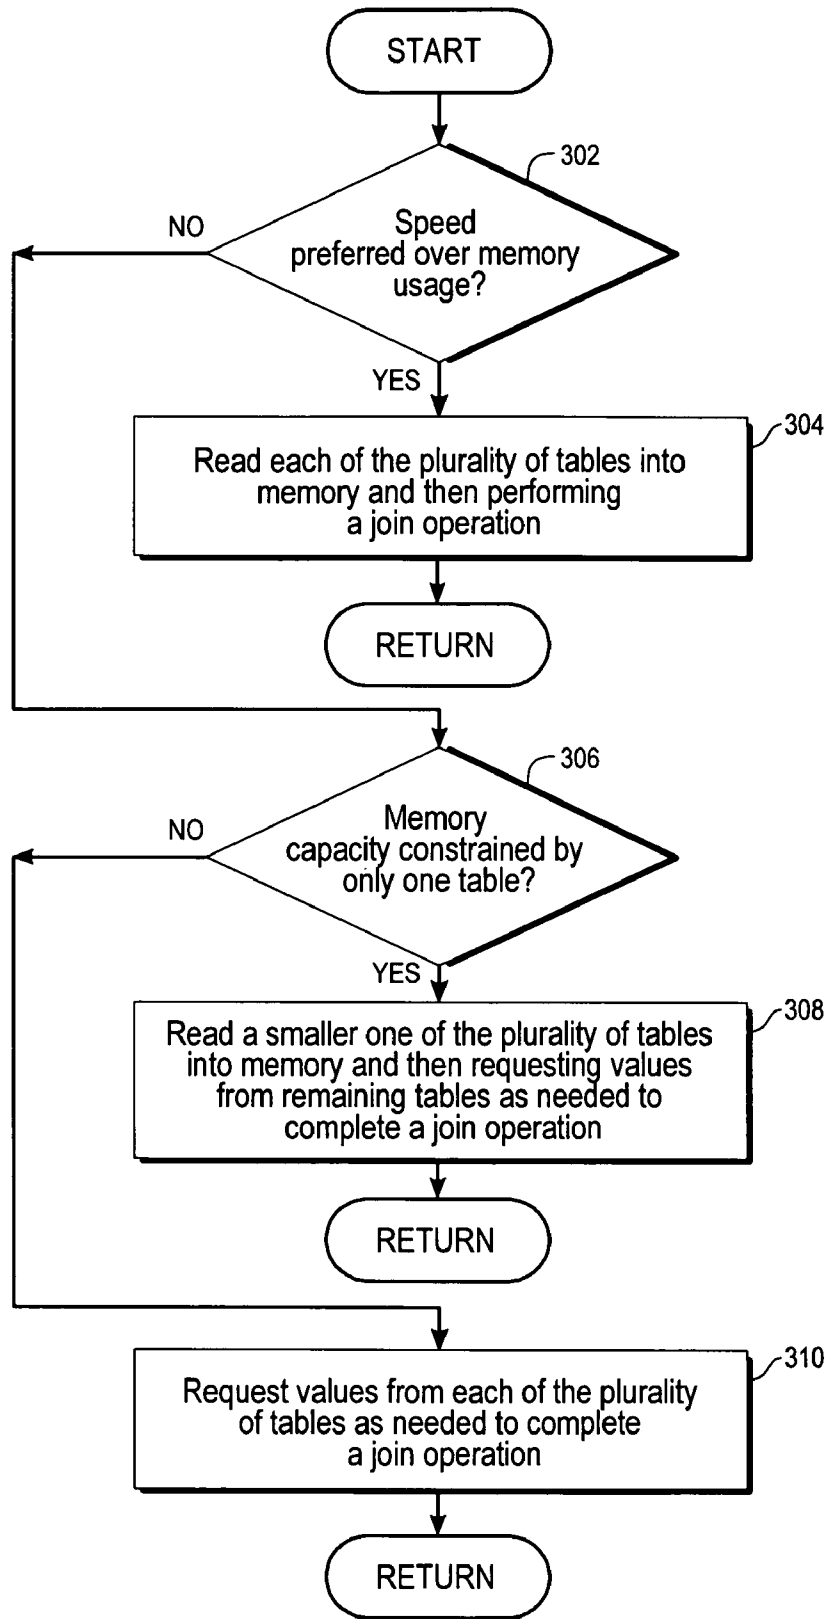 START
302
Speed
preferred over memory
usage?
NO
YES
304
Read each of the plurality of tables into
memory and then performing
a join operation
RETURN
306
Memory
capacity constrained by
only one table?
NO
YES
308
Read a smaller one of the plurality of tables
into memory and then requesting values
from remaining tables as needed to
complete a join operation
RETURN
310
Request values from each of the plurality
of tables as needed to complete
a join operation
RETURN